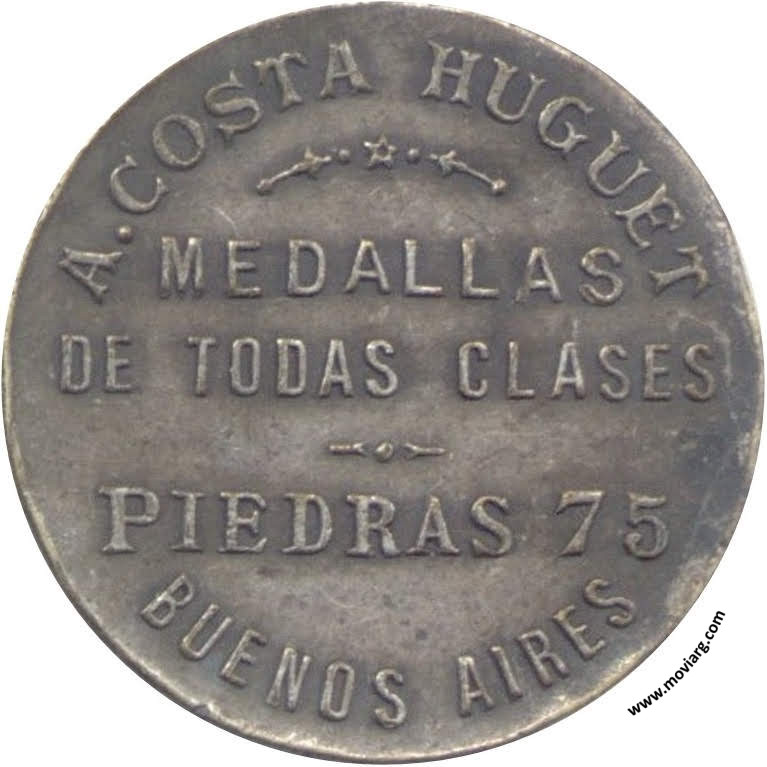 A. COSTA HUGUET
MEDALLAS
DE TODAS CLASES
PIEDRAS 75
BUENOS AIRES
www.moviarg.com